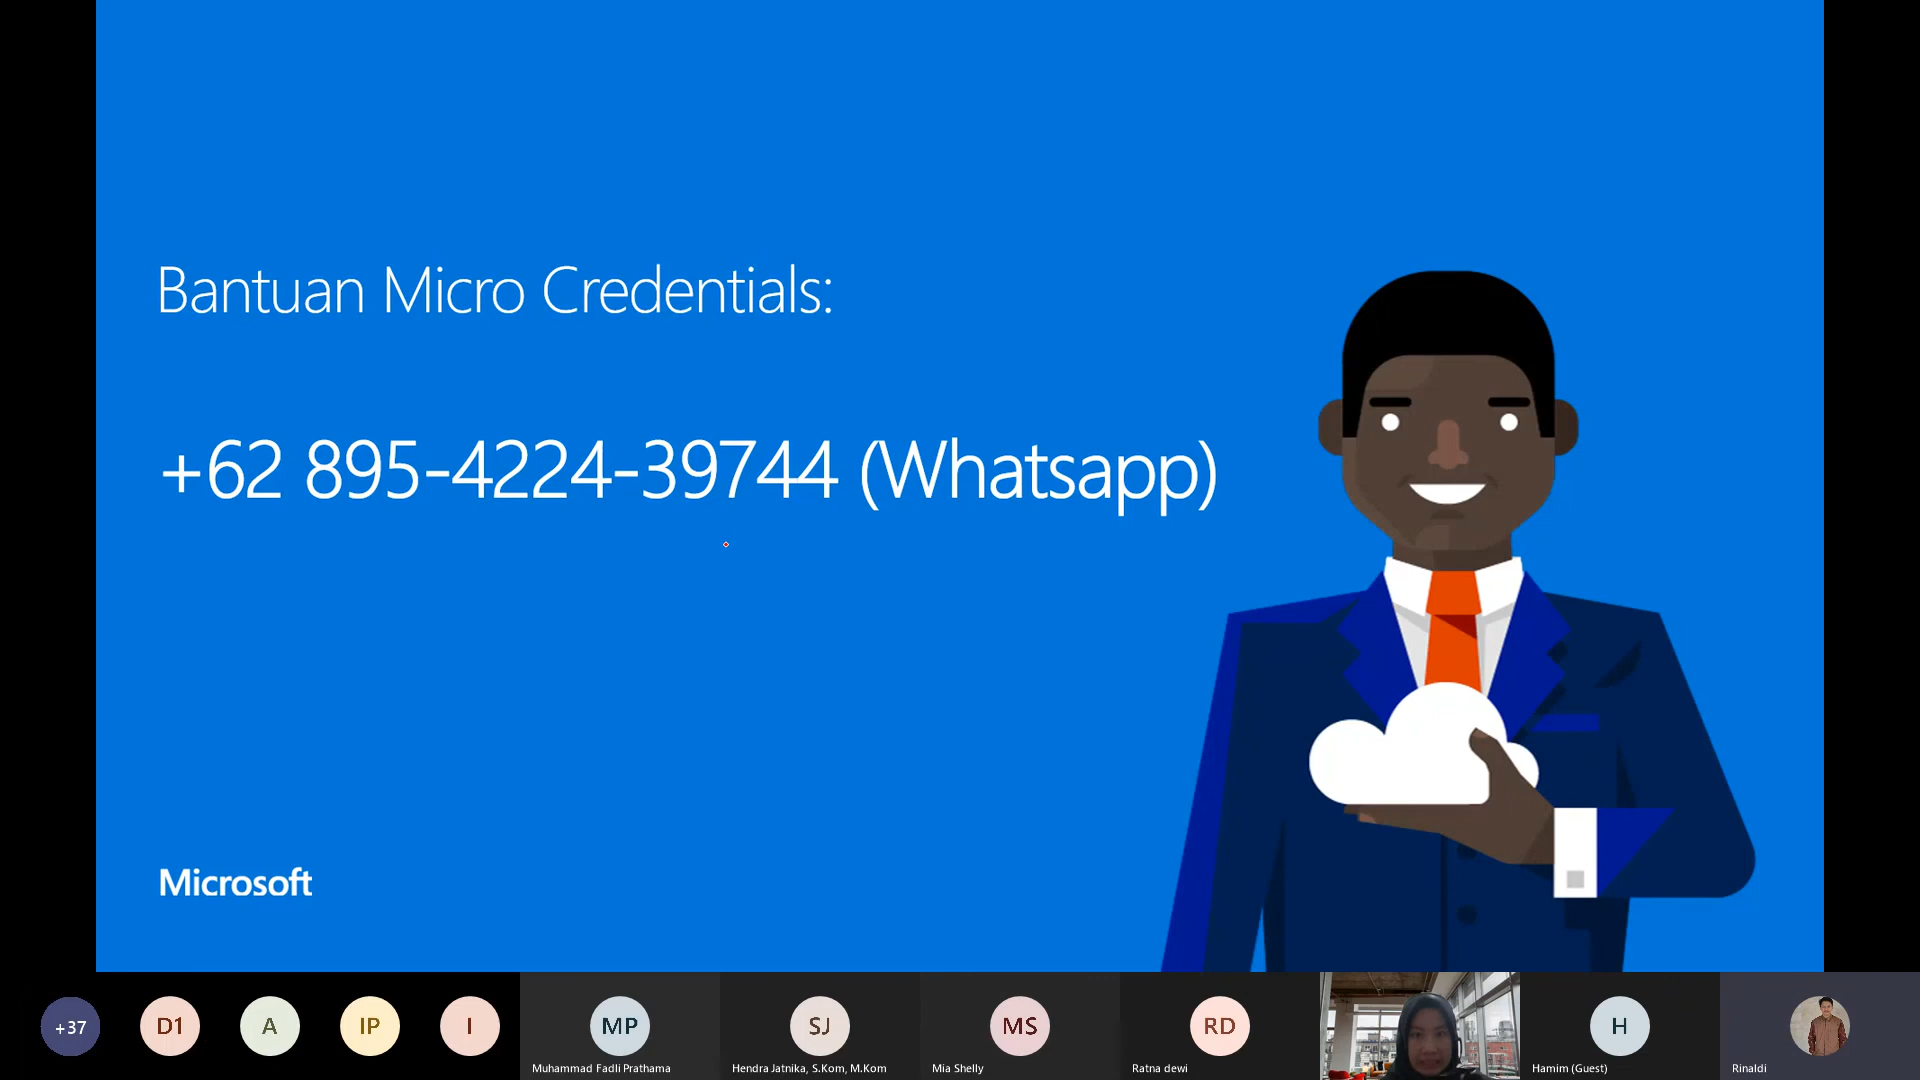 Bantuan Micro Credentials:
+62 895-4224-39744 (Whatsapp)
Microsoft
+37
D1
A
IP
I
MP
SJ
MS
RD
H
Muhammad Fadli Prathama
Hendra Jatnika, S.Kom, M.Kom
Mia Shelly
Ratna dewi
Hamim (Guest)
Rinaldi